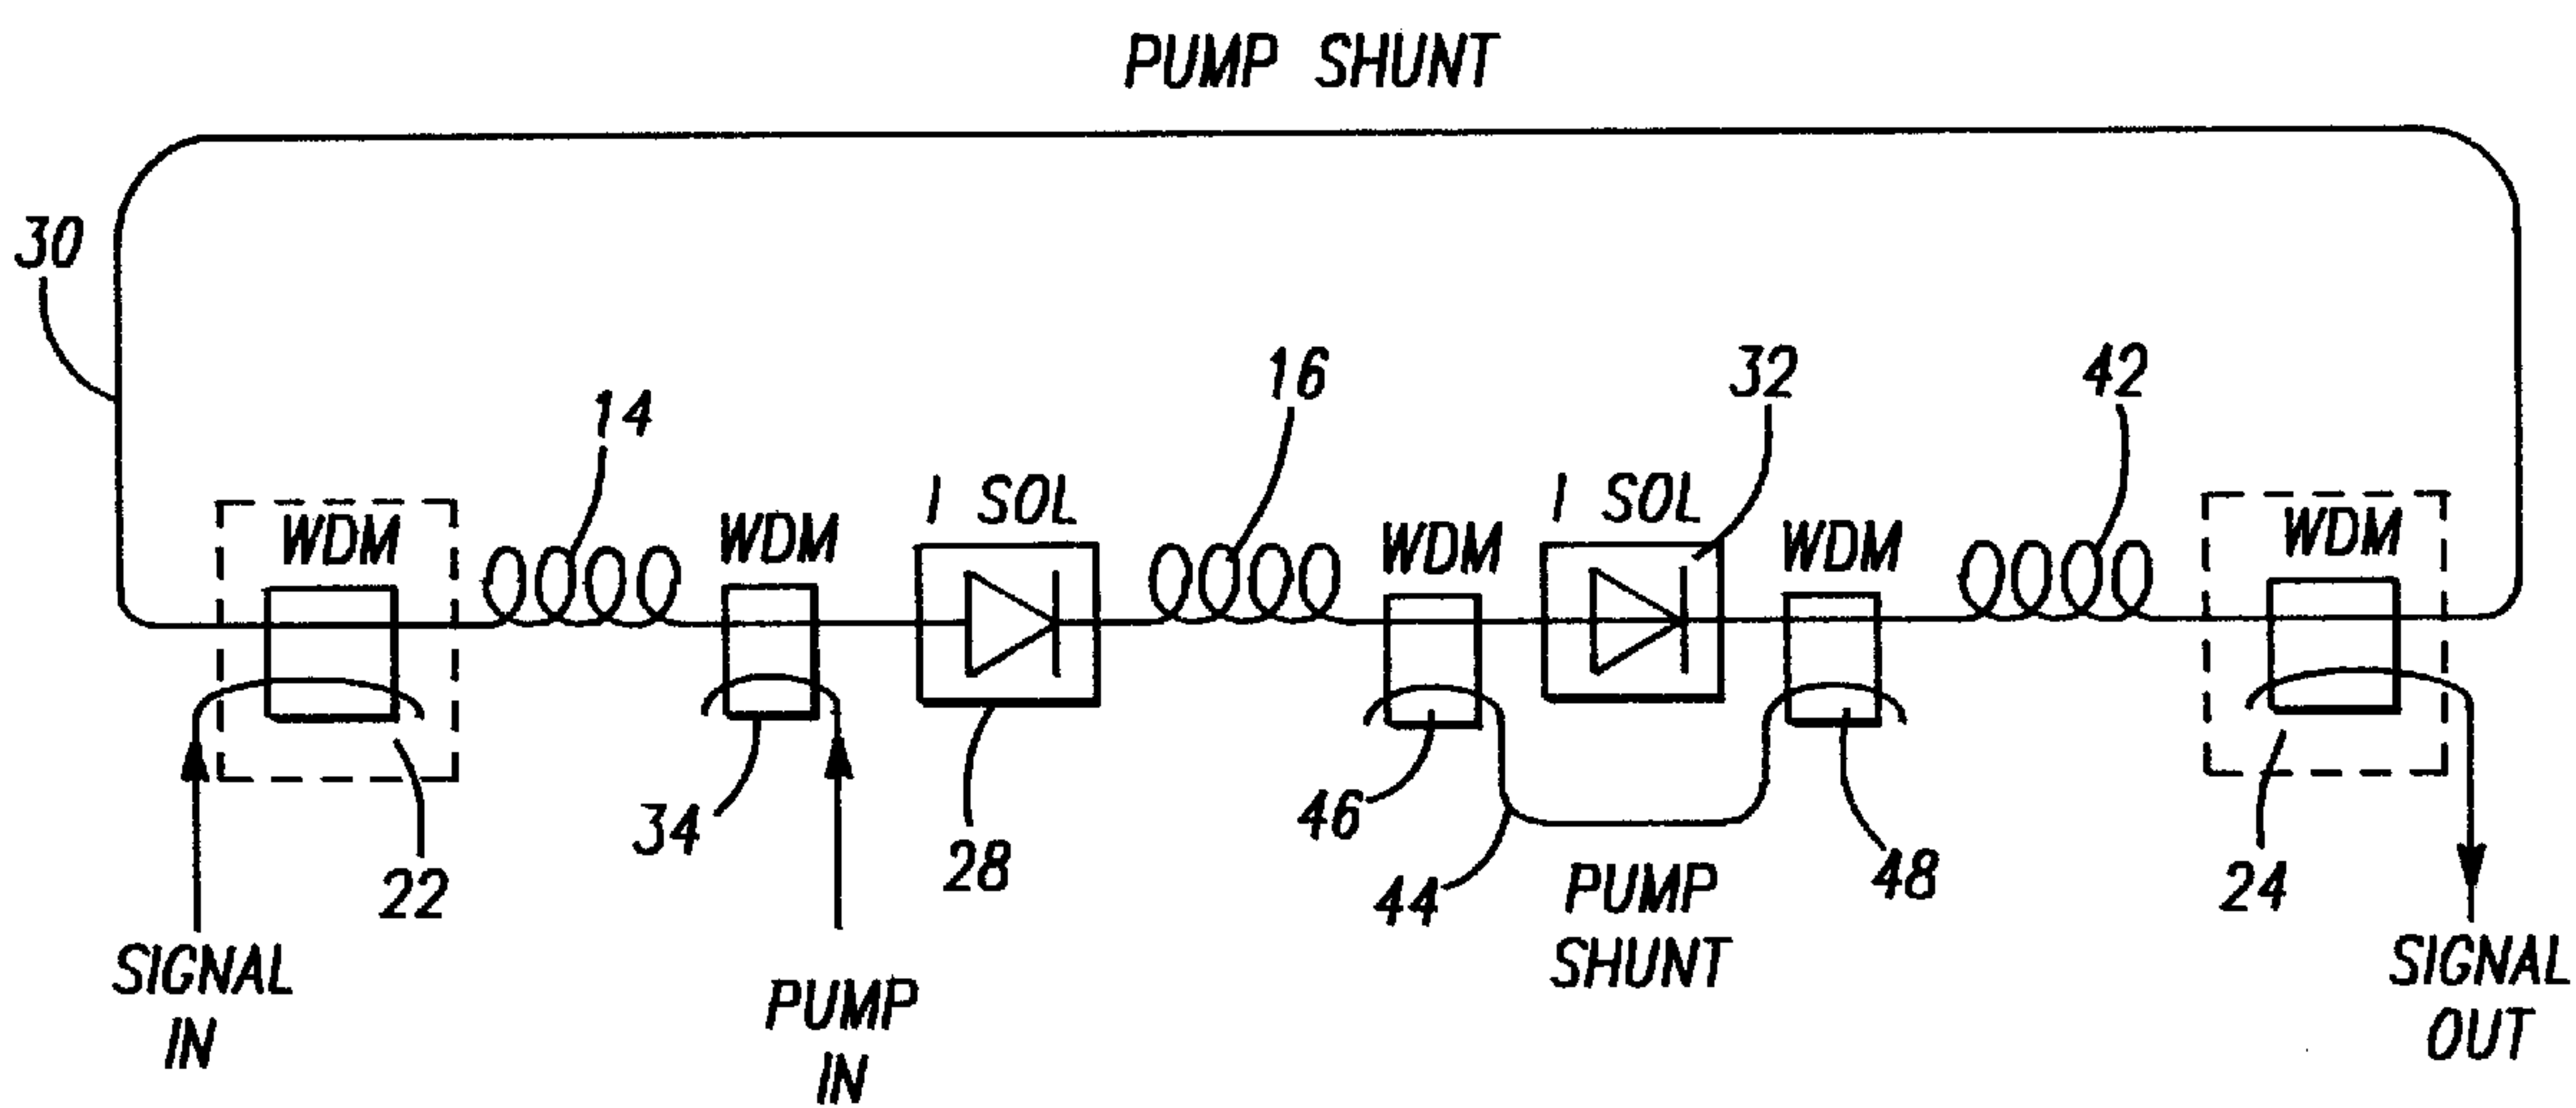 PUMP SHUNT
30
14
16
32
42
WDM
WDM
I SOL
WDM
I SOL
WDM
WDM
22
34
28
46
44
48
24
PUMP
SHUNT
SIGNAL
IN
PUMP
IN
SIGNAL
OUT